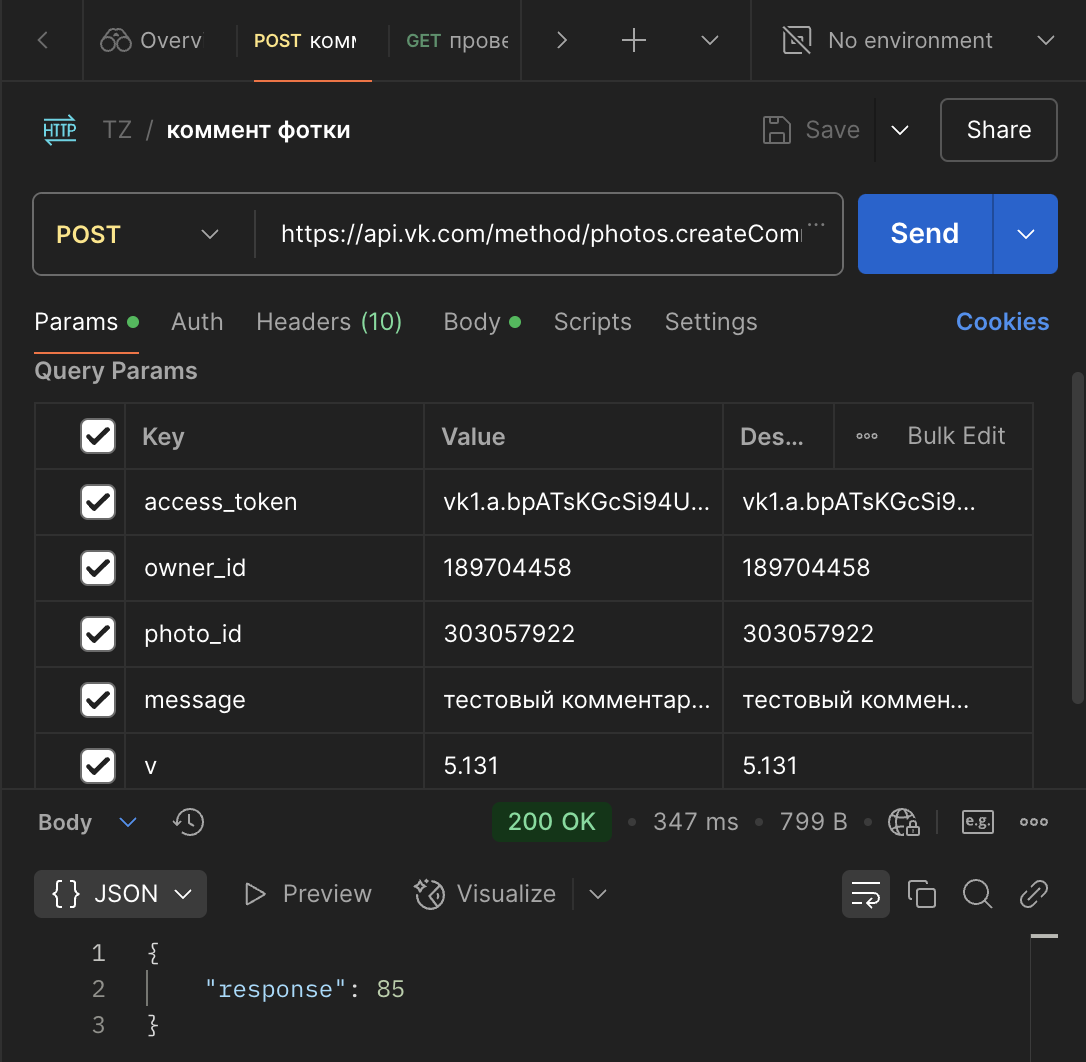 Overv POST комм GET прове No environment
HTTP TZ / коммент фотки Save Share
POST https://api.vk.com/method/photos.createCom ... Send
Params Auth Headers (10) Body Scripts Settings Cookies
Query Params
Key Value Des... Bulk Edit
access_token vk1.a.bpATsKGcSi94U... vk1.a.bpATsKGcSi9...
owner_id 189704458 189704458
photo_id 303057922 303057922
message тестовый комментар... тестовый коммен...
v 5.131 5.131
Body 200 OK • 347 ms • 799 B • e.g.
{} JSON Preview Visualize
1 {
2 "response": 85
3 }